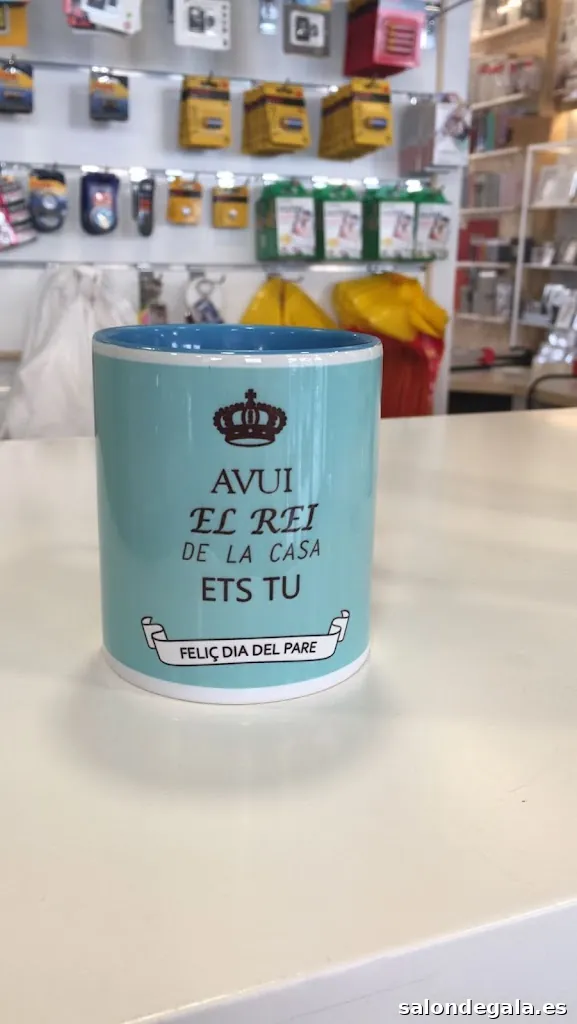 AVUI
EL REI
DE LA CASA
ETS TU
FELIÇ DIA DEL PARE
salondegala.es